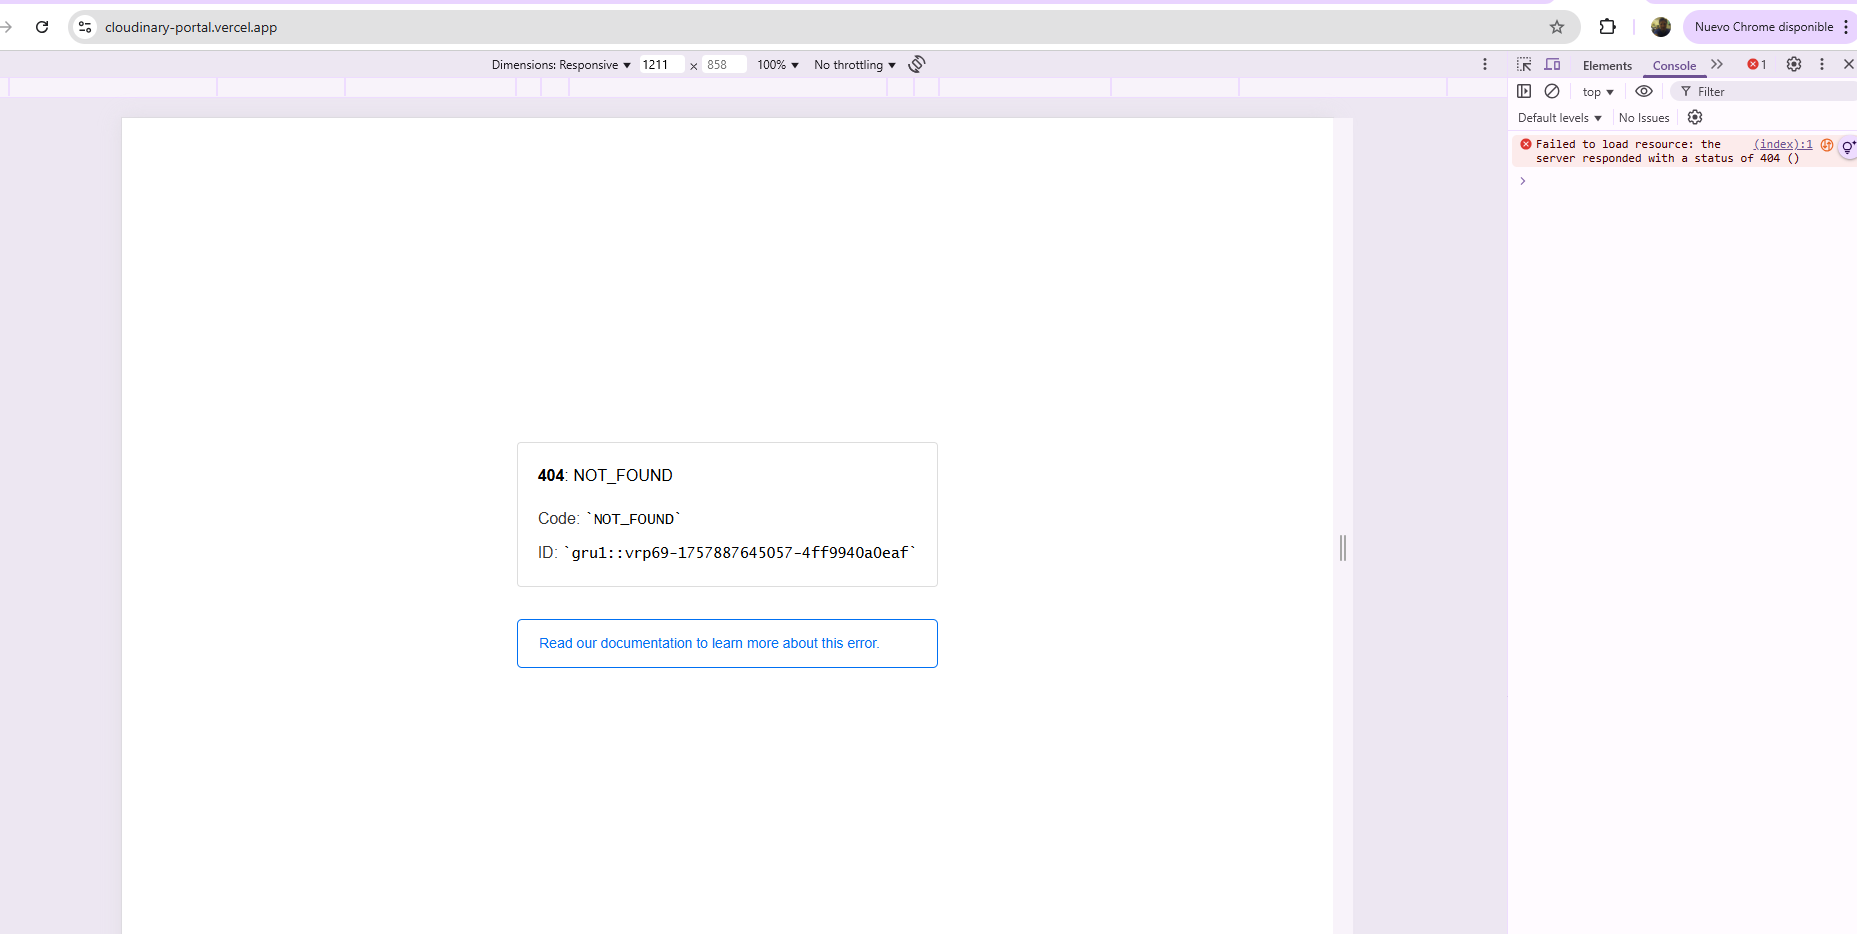 cloudinary-portal.vercel.app
Nuevo Chrome disponible
Dimensions: Responsive ▼ 1211 × 858 100% ▼ No throttling ▼
Elements Console 1
top ▼ Filter
Default levels ▼ No Issues
Failed to load resource: the (index):1
server responded with a status of 404 ()
404: NOT_FOUND
Code: `NOT_FOUND`
ID: `gru1::vrp69-1757887645057-4ff9940a0eaf`
Read our documentation to learn more about this error.